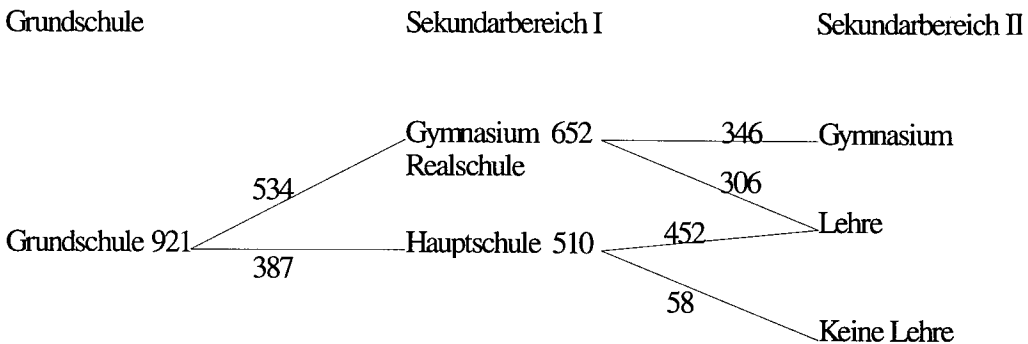 Grundschule Sekundarbereich I Sekundarbereich II
Gymnasium 652 346 Gymnasium
Realschule
534 306
Lehre
Grundschule 921 Hauptschule 510 452
387
58
Keine Lehre